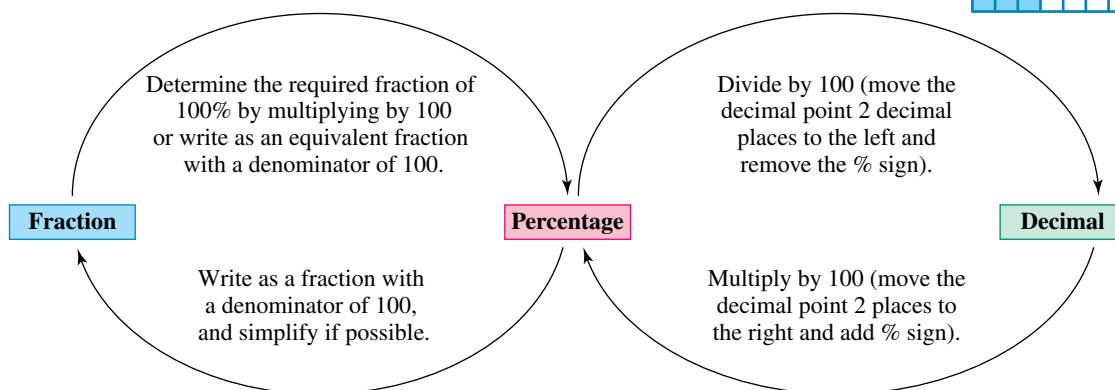 Determine the required fraction of
100% by multiplying by 100
or write as an equivalent fraction
with a denominator of 100.
Divide by 100 (move the
decimal point 2 decimal
places to the left and
remove the % sign).
Fraction
Percentage
Decimal
Write as a fraction with
a denominator of 100,
and simplify if possible.
Multiply by 100 (move the
decimal point 2 places to
the right and add % sign).